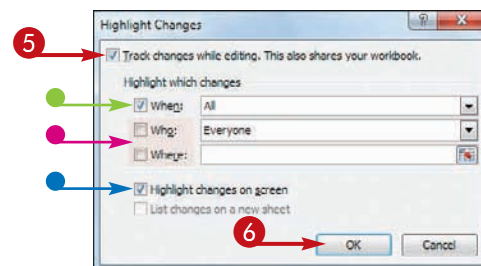 Highlight Changes
5
Track changes while editing. This also shares your workbook.
Highlight which changes
When: All
Who: Everyone
Where:
Highlight changes on screen
List changes on a new sheet
6
OK Cancel